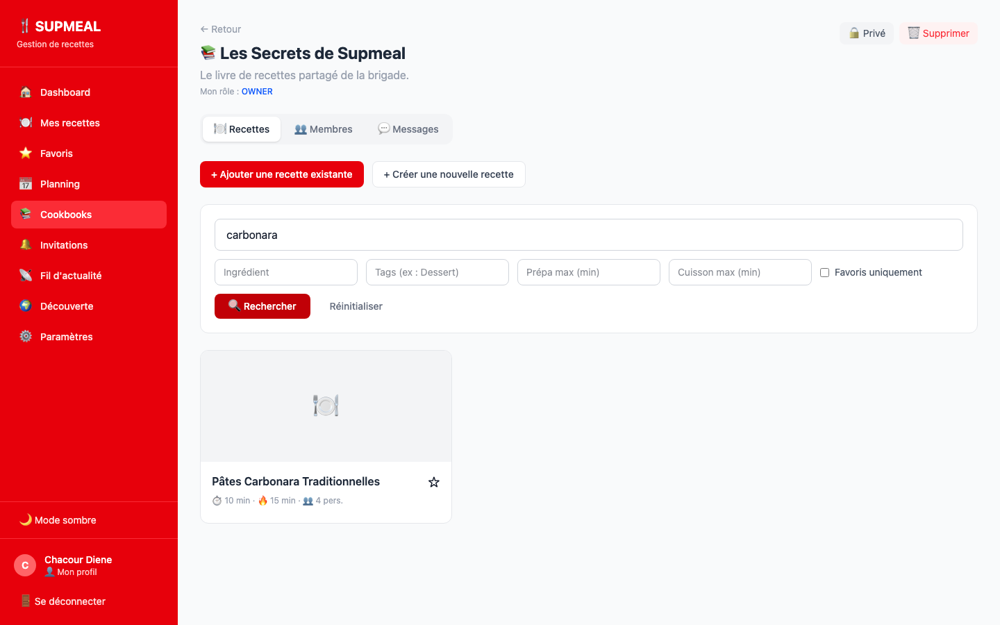 SUPMEAL
Gestion de recettes
Dashboard
Mes recettes
Favoris
Planning
Cookbooks
Invitations
Fil d'actualité
Découverte
Paramètres
Mode sombre
C
Chacour Diene
Mon profil
Se déconnecter
← Retour
Privé
Supprimer
Les Secrets de Supmeal
Le livre de recettes partagé de la brigade.
Mon rôle : OWNER
Recettes
Membres
Messages
+ Ajouter une recette existante
+ Créer une nouvelle recette
carbonara
Ingrédient
Tags (ex : Dessert)
Prépa max (min)
Cuisson max (min)
Favoris uniquement
Rechercher
Réinitialiser
Pâtes Carbonara Traditionnelles
10 min · 15 min · 4 pers.